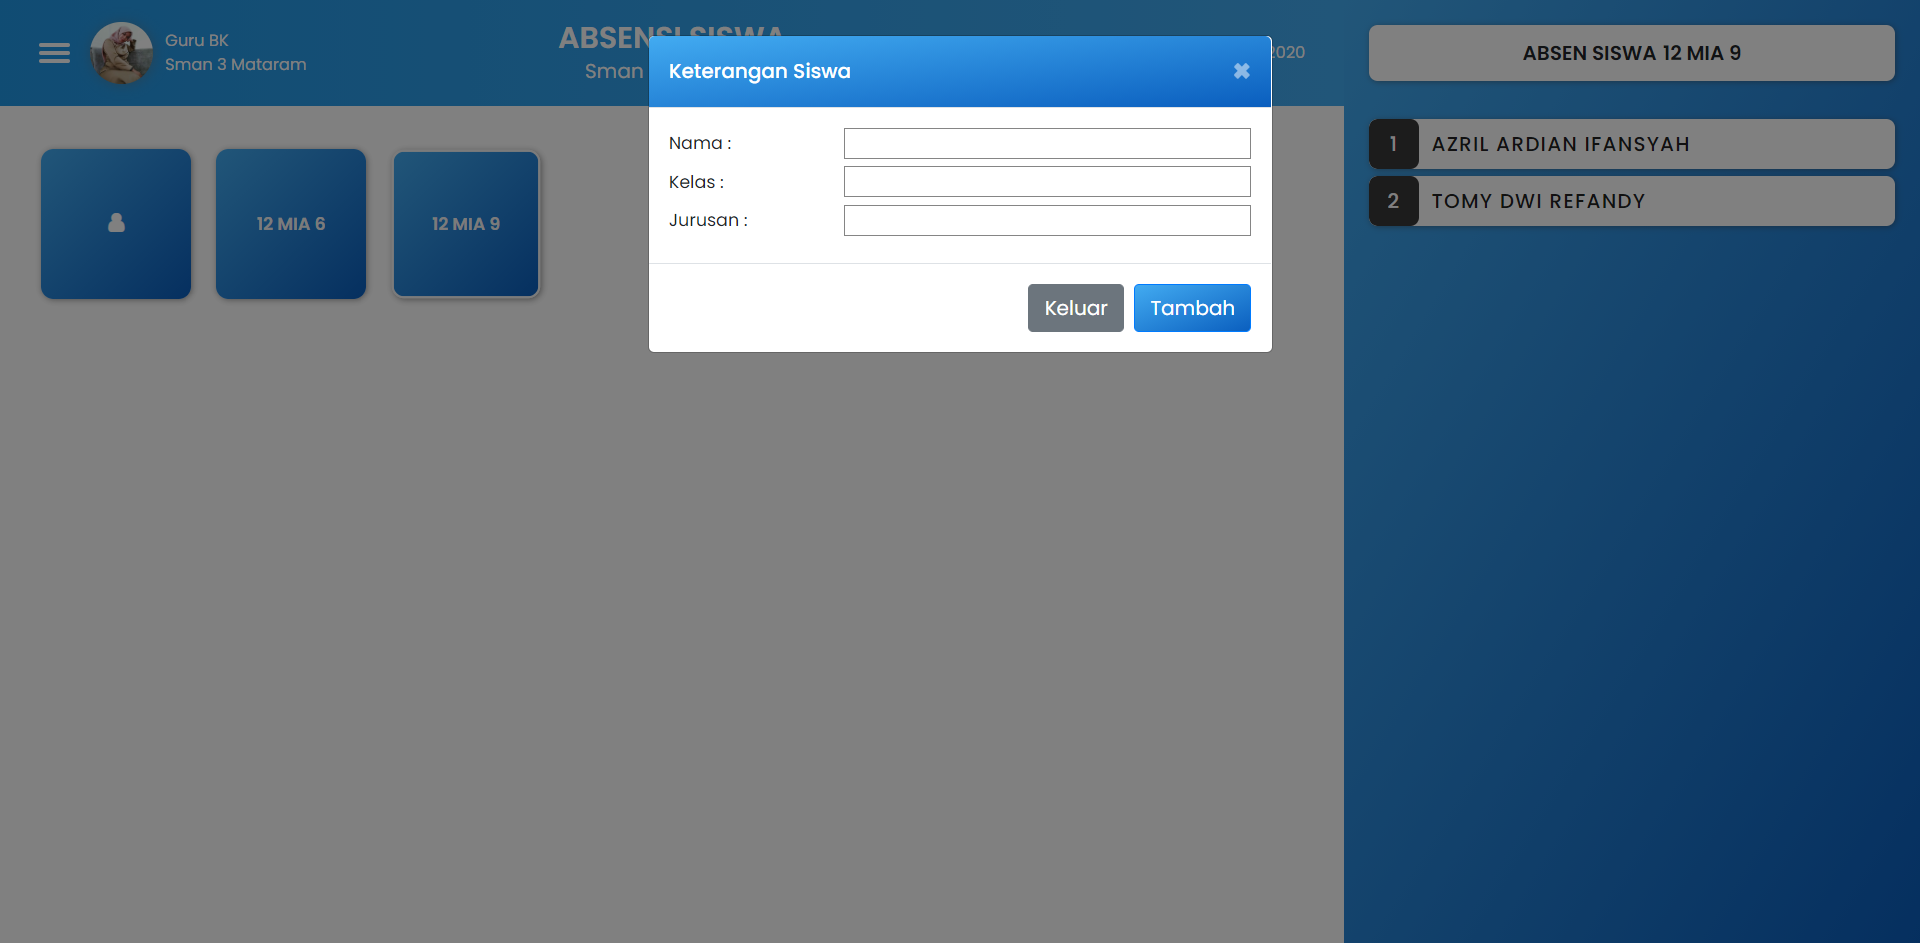 Guru BK
Sman 3 Mataram
ABSENSI SISWA
Sman
2020
Keterangan Siswa
Nama :
Kelas :
Jurusan :
Keluar
Tambah
12 MIA 6
12 MIA 9
ABSEN SISWA 12 MIA 9
1 AZRIL ARDIAN IFANSYAH
2 TOMY DWI REFANDY